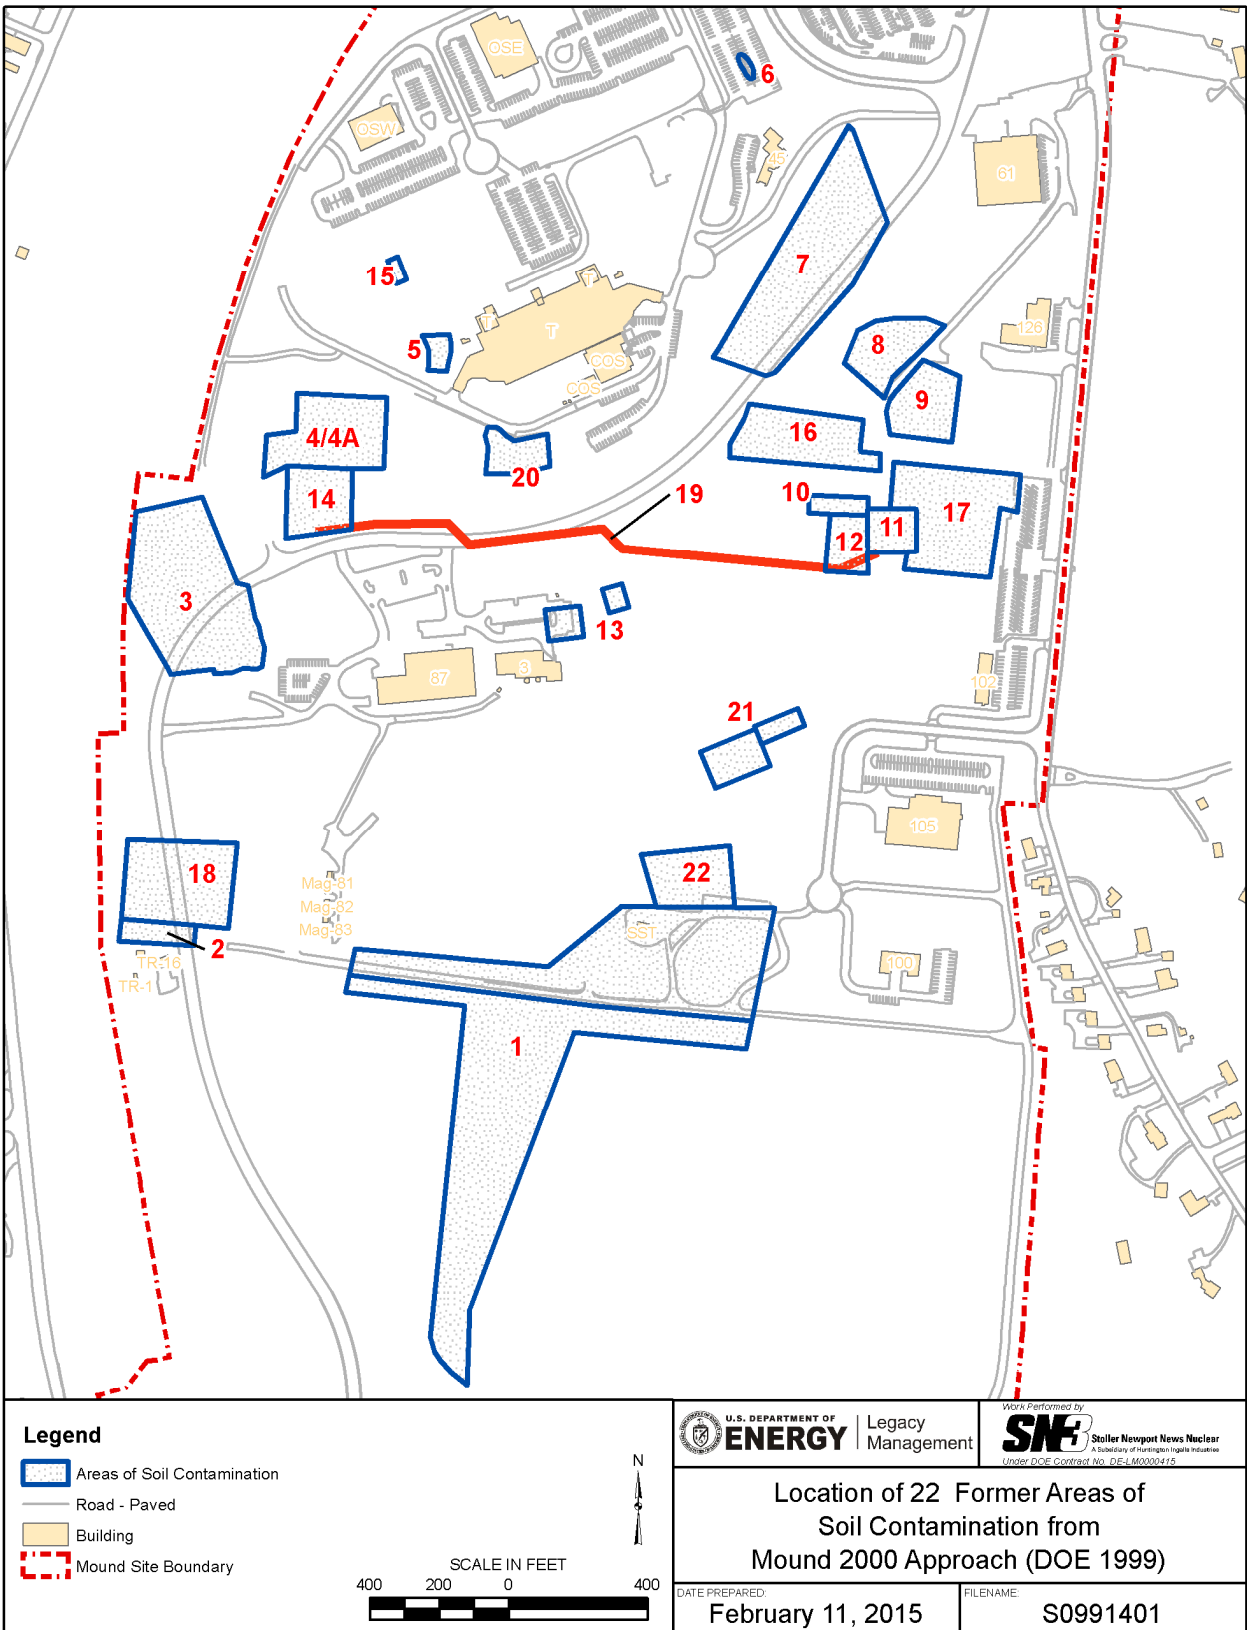 OSE
6
OSW
45
61
7
15
T
T
T
126
8
5
COS
COS
9
16
4/4A
20
10
19
14
17
11
12
3
13
3
87
102
21
105
18
22
Mag-81
Mag-82
Mag-83
2
SST
TR-16
TR-1
100
1
Legend
Areas of Soil Contamination
Road - Paved
Building
Mound Site Boundary
N
SCALE IN FEET
400 200 0 400
U.S. DEPARTMENT OF
ENERGY
Legacy
Management
Work Performed by
SN3
Stoller Newport News Nuclear
A Subsidiary of Huntington Ingalls Industries
Under DOE Contract No. DE-LM0000415
Location of 22 Former Areas of
Soil Contamination from
Mound 2000 Approach (DOE 1999)
DATE PREPARED:
February 11, 2015
FILENAME:
S0991401